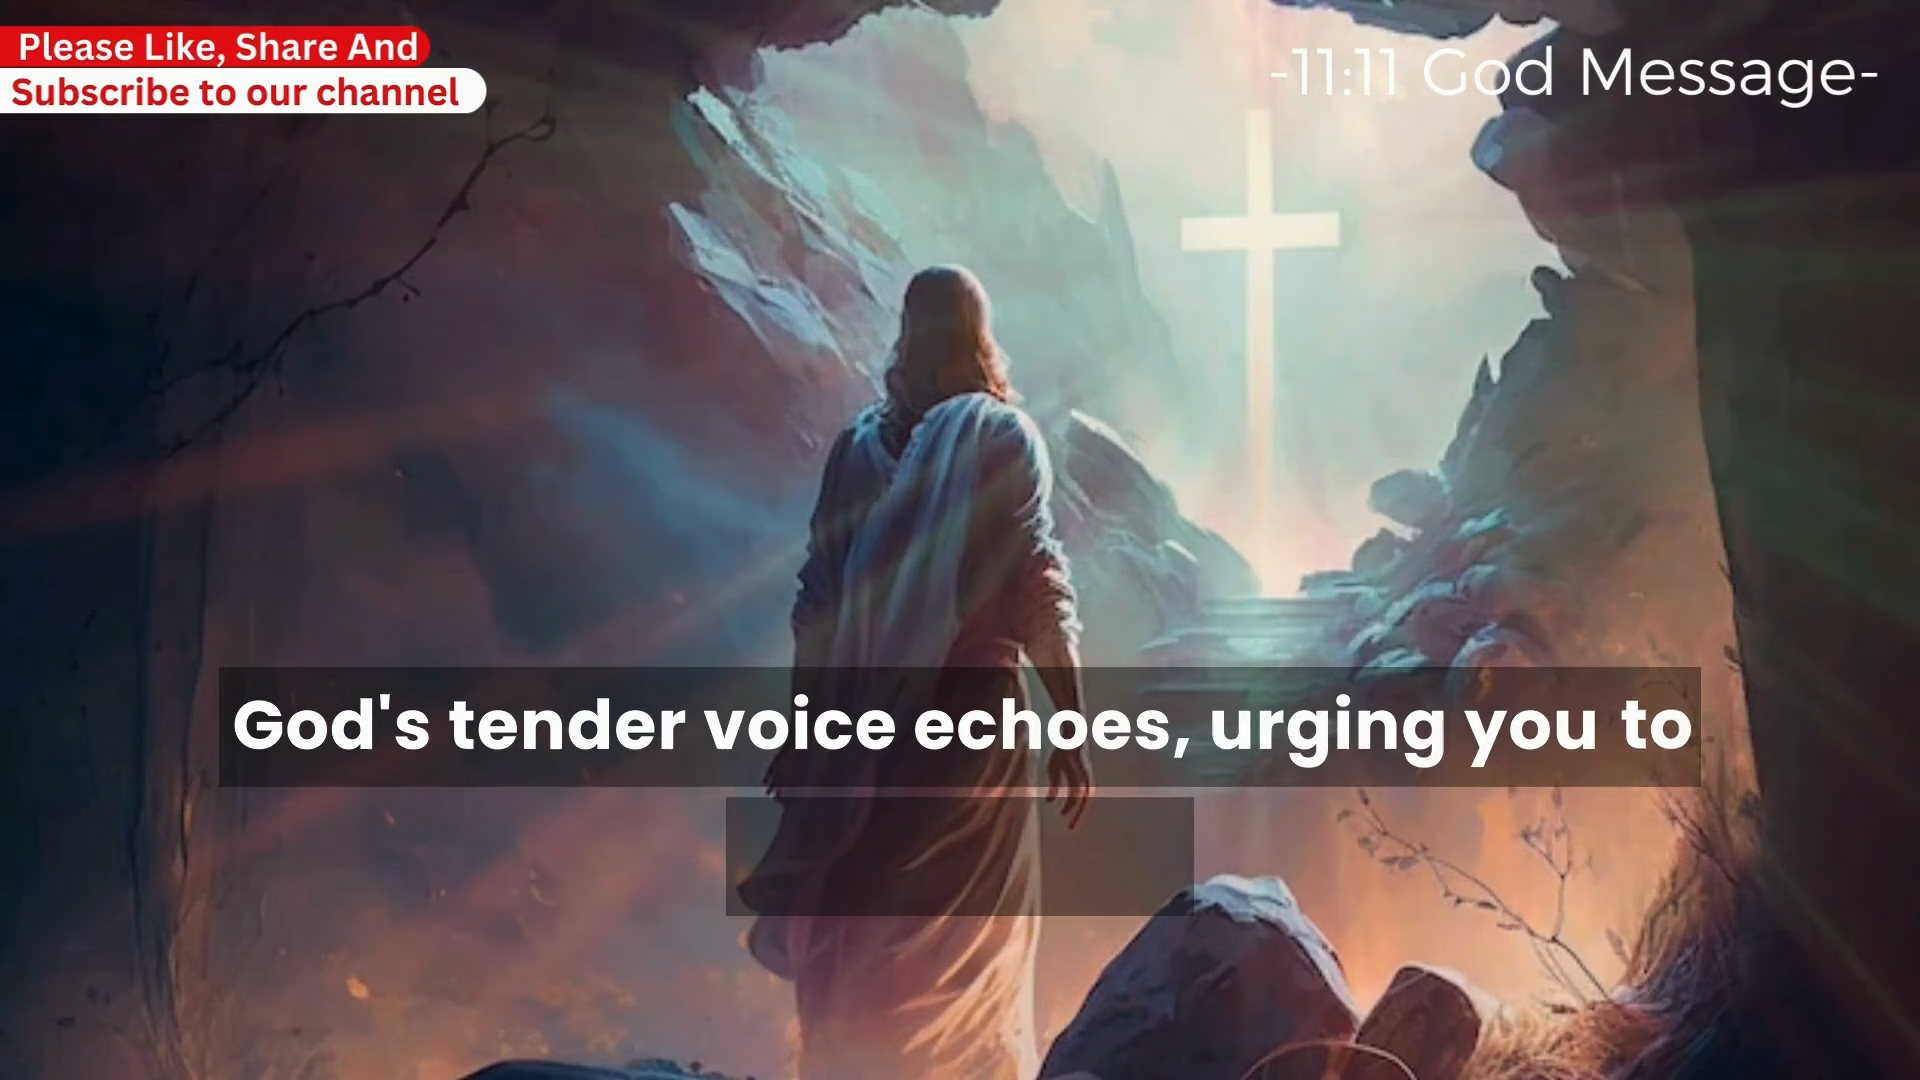 Please Like, Share And
Subscribe to our channel
-11:11 God Message-
God's tender voice echoes, urging you to